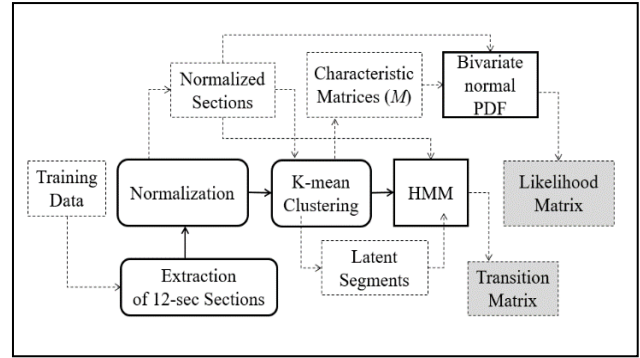 Normalized
Sections
Characteristic
Matrices (M)
Bivariate
normal
PDF
Training
Data
Normalization
K-mean
Clustering
HMM
Likelihood
Matrix
Latent
Segments
Extraction
of 12-sec Sections
Transition
Matrix